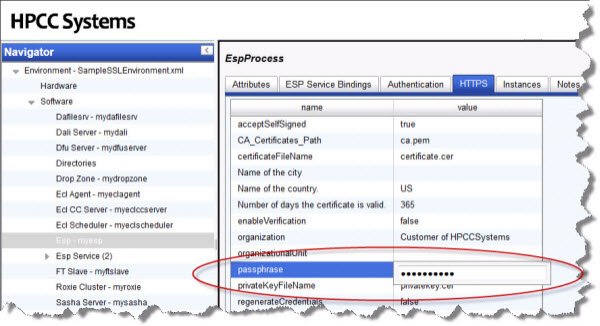 HPCC Systems
Navigator
Environment - SampleSSLEnvironment.xml
Hardware
Software
Dafilesrv - mydafilesrv
Dali Server - mydali
Dfu Server - mydfuserver
Directories
Drop Zone - mydropzone
Ecl Agent - myeclagent
Ecl CC Server - myeclccserver
Ecl Scheduler - myeclscheduler
Esp - myesp
Esp Service (2)
FT Slave - myftslave
Roxie Cluster - myroxie
Sasha Server - mysasha
EspProcess
Attributes ESP Service Bindings Authentication HTTPS Instances Notes
name value
acceptSelfSigned true
CA_Certificates_Path ca.pem
certificateFileName certificate.cer
Name of the city
Name of the country. US
Number of days the certificate is valid. 365
enableVerification false
organization Customer of HPCCSystems
organizationalUnit
passphrase ••••••••••
privateKeyFileName privateKey.cer
regenerateCredentials false